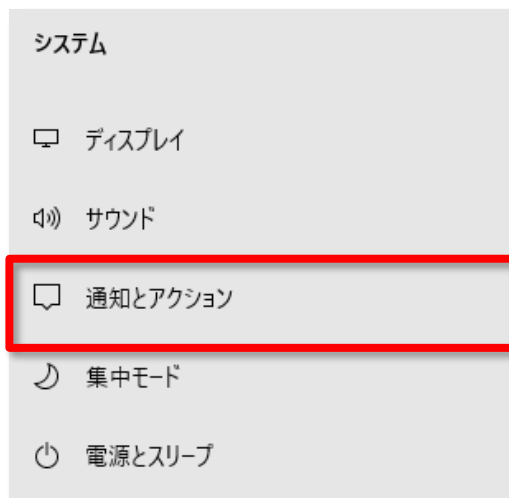 システム
ディスプレイ
サウンド
通知とアクション
集中モード
電源とスリープ